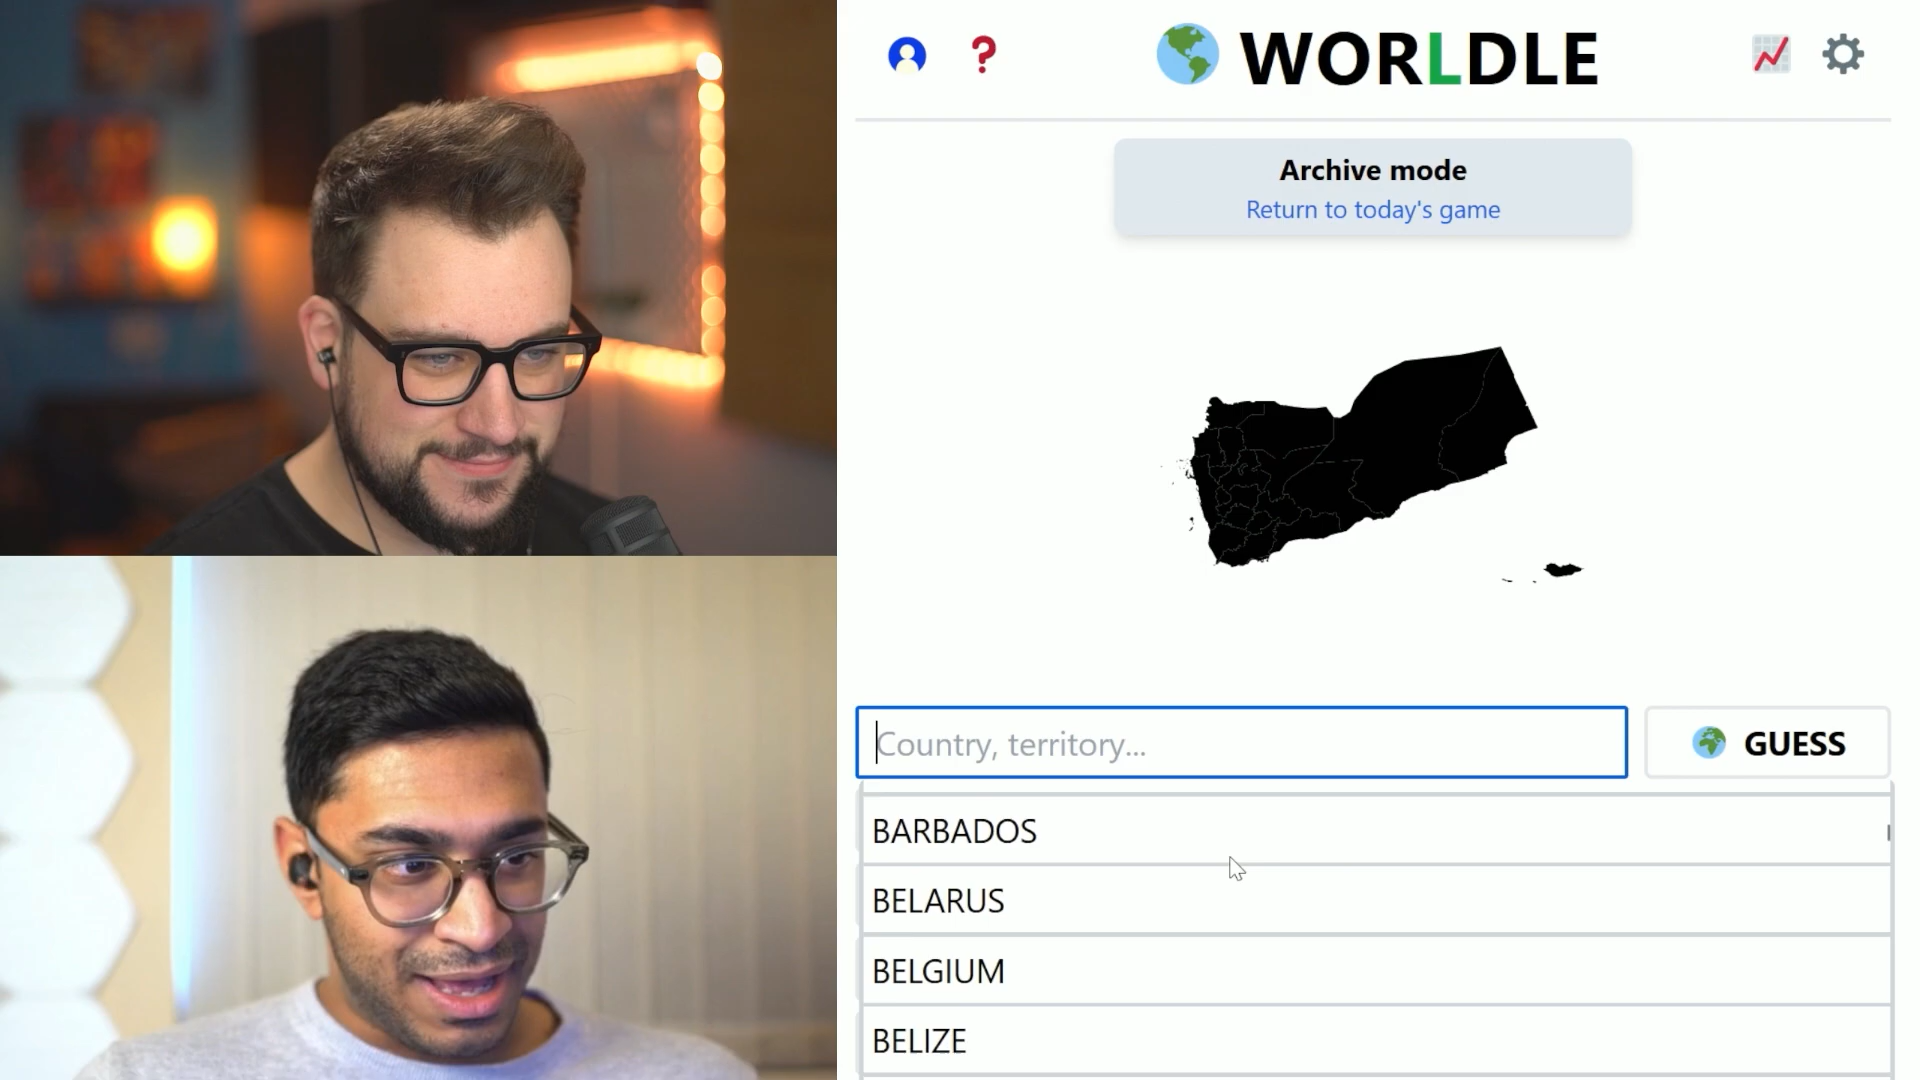 ?
WORLDLE
Archive mode
Return to today's game
Country, territory...
GUESS
BARBADOS
BELARUS
BELGIUM
BELIZE